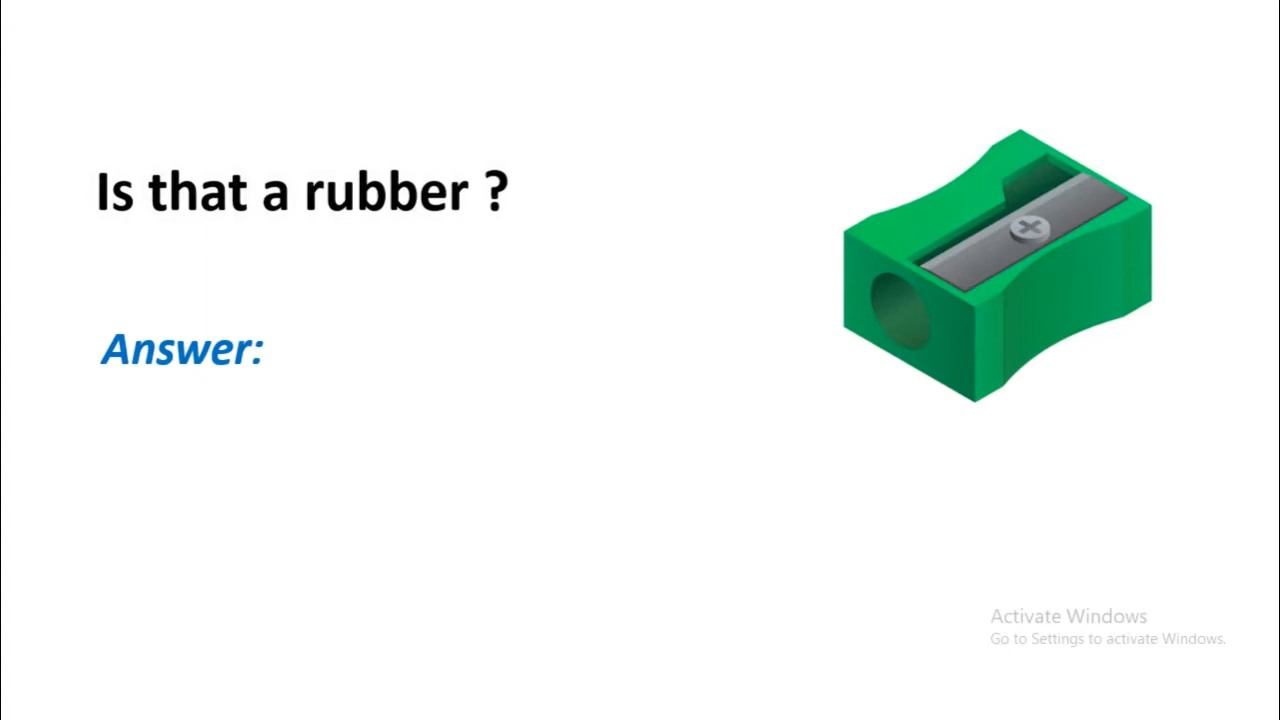 Is that a rubber ?
Answer:
Activate Windows
Go to Settings to activate Windows.